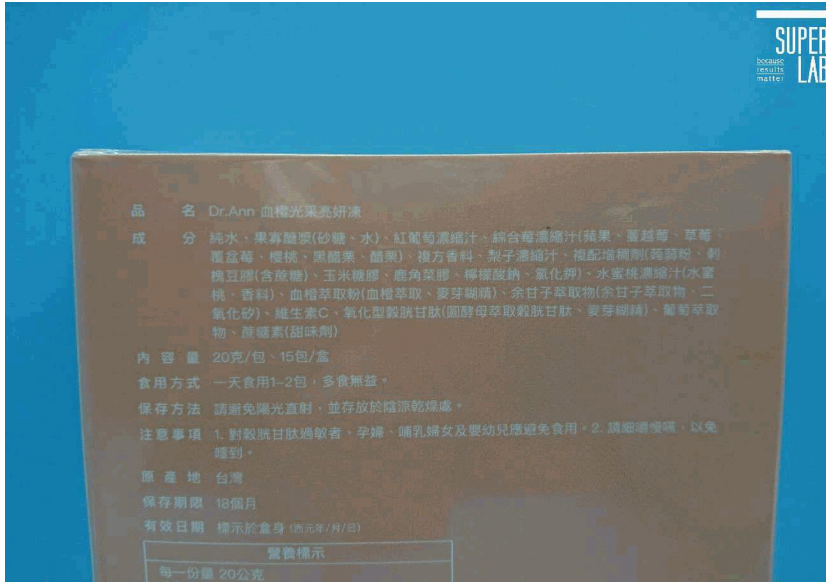 SUPER
LAB
because
results
matter
品名 Dr.Ann 血橙光采亮妍凍
成分 純水、果寡醣漿(砂糖、水)、紅葡萄濃縮汁、綜合莓濃縮汁(蘋果、蔓越莓、草莓、
覆盆莓、櫻桃、黑醋栗、醋栗)、複方香料、梨子濃縮汁、複配增稠劑(蒟蒻粉、刺
槐豆膠(含蔗糖)、玉米糖膠、鹿角菜膠、檸檬酸鈉、氯化鉀)、水蜜桃濃縮汁(水蜜
桃、香料)、血橙萃取粉(血橙萃取、麥芽糊精)、余甘子萃取物(余甘子萃取物、二
氧化矽)、維生素C、氧化型穀胱甘肽(圓酵母萃取穀胱甘肽、麥芽糊精)、葡萄萃取
物、蔗糖素(甜味劑)
內容量 20克/包、15包/盒
食用方式 一天食用1-2包，多食無益。
保存方法 請避免陽光直射，並存放於陰涼乾燥處。
注意事項 1. 對穀胱甘肽過敏者、孕婦、哺乳婦女及嬰幼兒應避免食用。2. 請細嚼慢嚥，以免
噎到。
原產地 台灣
保存期限 18個月
有效日期 標示於盒身(西元年/月/日)
營養標示
每一份量 20公克